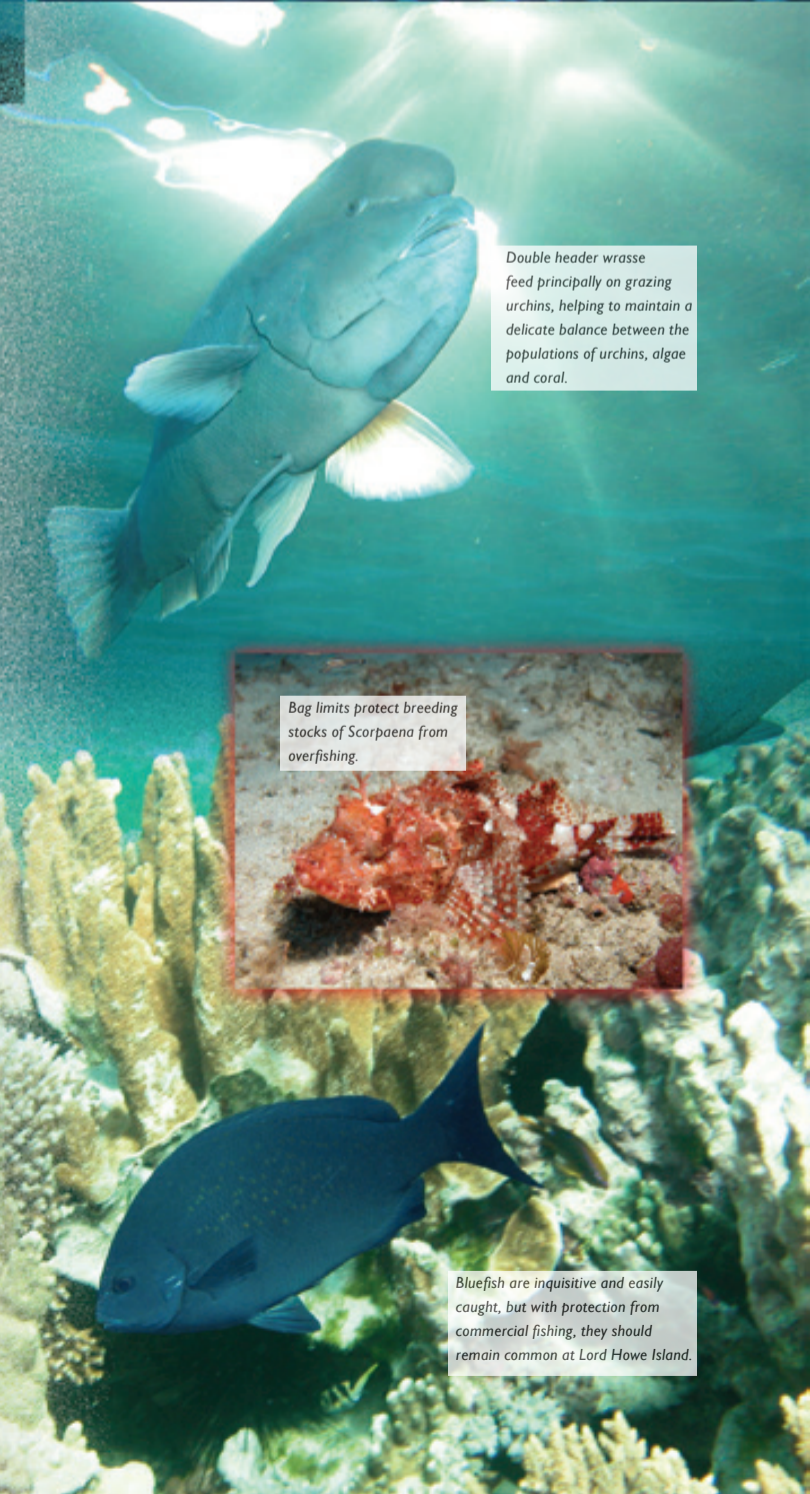 Double header wrasse
feed principally on grazing
urchins, helping to maintain a
delicate balance between the
populations of urchins, algae
and coral.
Bag limits protect breeding
stocks of Scorpaena from
overfishing.
Bluefish are inquisitive and easily
caught, but with protection from
commercial fishing, they should
remain common at Lord Howe Island.